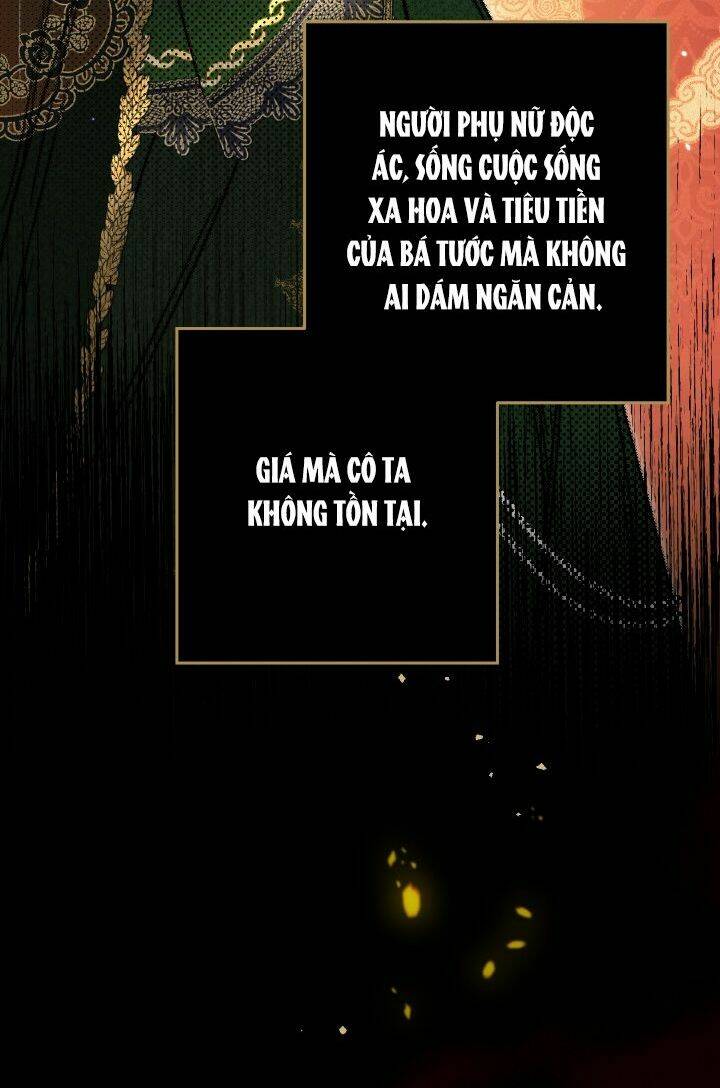 NGƯỜI PHỤ NỮ ĐỘC
ÁC, SỐNG CUỘC SỐNG
XA HOA VÀ TIÊU TIỀN
CỦA BÁ TƯỚC MÀ KHÔNG
AI DÁM NGĂN CẢN.
GIÁ MÀ CÔ TA
KHÔNG TỒN TẠI.